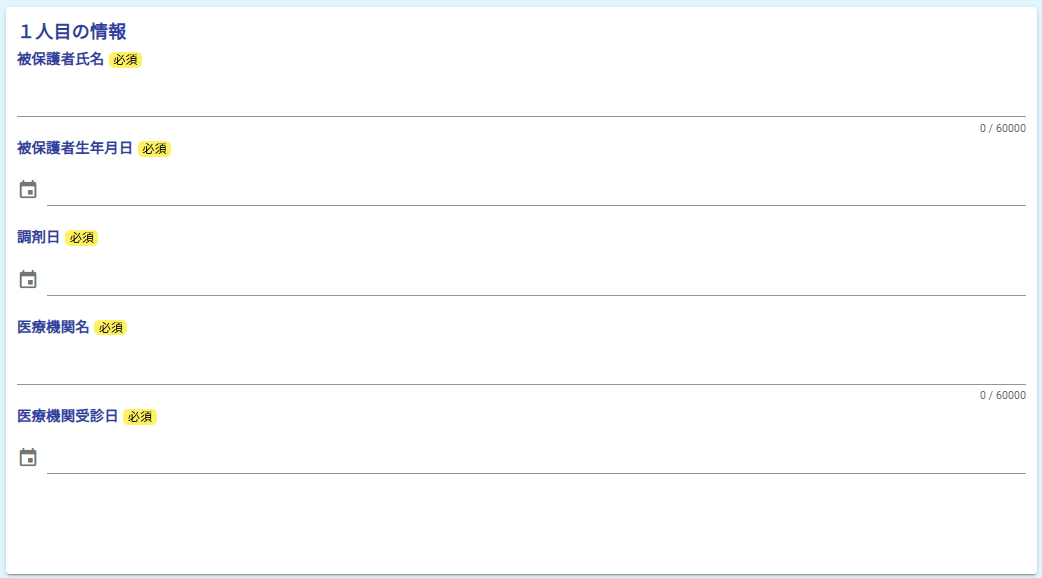 １人目の情報
被保護者氏名 必須
0 / 60000
被保護者生年月日 必須
調剤日 必須
医療機関名 必須
0 / 60000
医療機関受診日 必須